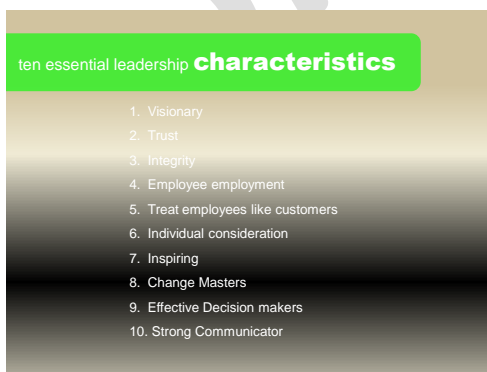 ten essential leadership characteristics
1. Visionary
2. Trust
3. Integrity
4. Employee employment
5. Treat employees like customers
6. Individual consideration
7. Inspiring
8. Change Masters
9. Effective Decision makers
10. Strong Communicator